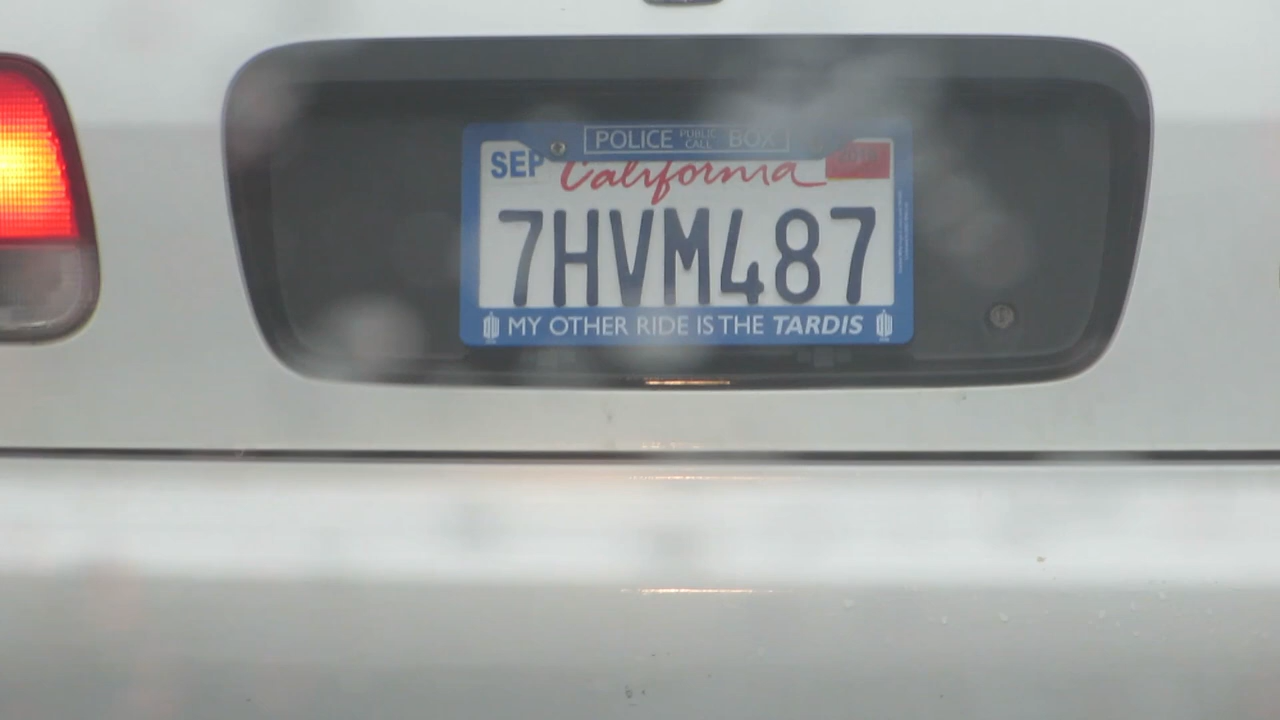 POLICE PUBLIC CALL BOX
SEP California
7HVM487
MY OTHER RIDE IS THE TARDIS